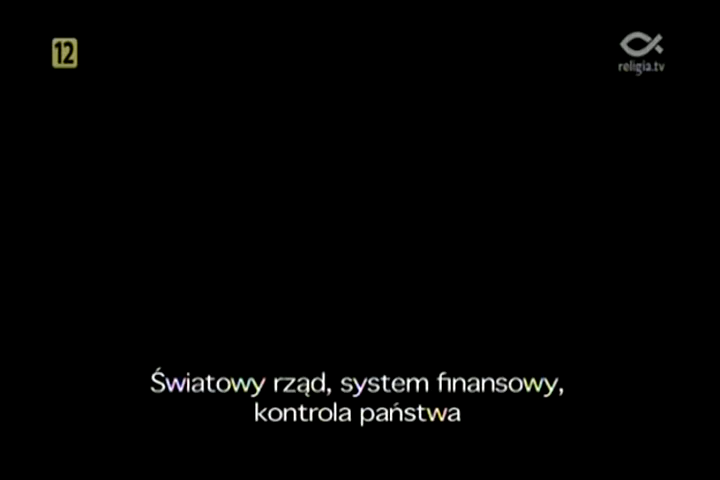 12
religia.tv
Światowy rząd, system finansowy,
kontrola państwa